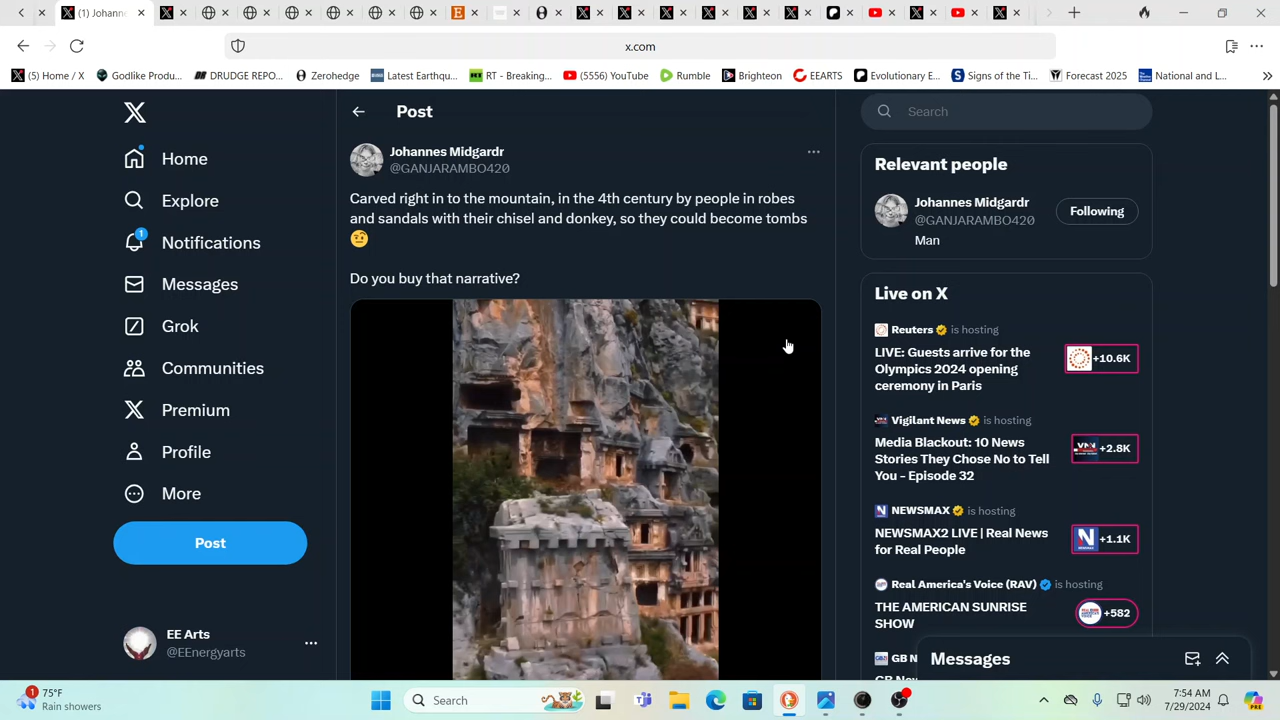 (1) Johanne
x.com
(5) Home / X
Godlike Produ...
DRUDGE REPO...
Zerohedge
Latest Earthqu...
RT - Breaking...
(5556) YouTube
Rumble
Brighteon
EEARTS
Evolutionary E...
Signs of the Ti...
Forecast 2025
National and L...
Home
Explore
1
Notifications
Messages
Grok
Communities
Premium
Profile
More
Post
EE Arts
@EEnergyarts
Post
Johannes Midgardr
@GANJARAMBO420
Carved right in to the mountain, in the 4th century by people in robes
and sandals with their chisel and donkey, so they could become tombs
Do you buy that narrative?
Search
Relevant people
Johannes Midgardr
@GANJARAMBO420
Following
Man
Live on X
Reuters is hosting
LIVE: Guests arrive for the
Olympics 2024 opening
ceremony in Paris
+10.6K
Vigilant News is hosting
Media Blackout: 10 News
Stories They Chose No to Tell
You – Episode 32
+2.8K
NEWSMAX is hosting
NEWSMAX2 LIVE | Real News
for Real People
+1.1K
Real America's Voice (RAV) is hosting
THE AMERICAN SUNRISE
SHOW
+582
Messages
1
75°F
Rain showers
Search
7:54 AM
7/29/2024